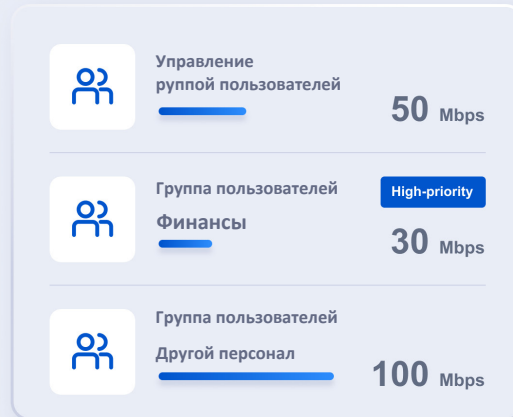 Управление
руппой пользователей
50 Mbps
Группа пользователей
High-priority
Финансы
30 Mbps
Группа пользователей
Другой персонал
100 Mbps